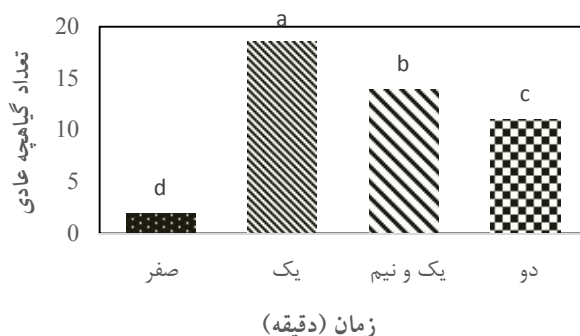 تعداد گیاهچه عادی
20
15
10
5
0
d
a
b
c
صفر
یک
یک و نیم
دو
زمان (دقیقه)